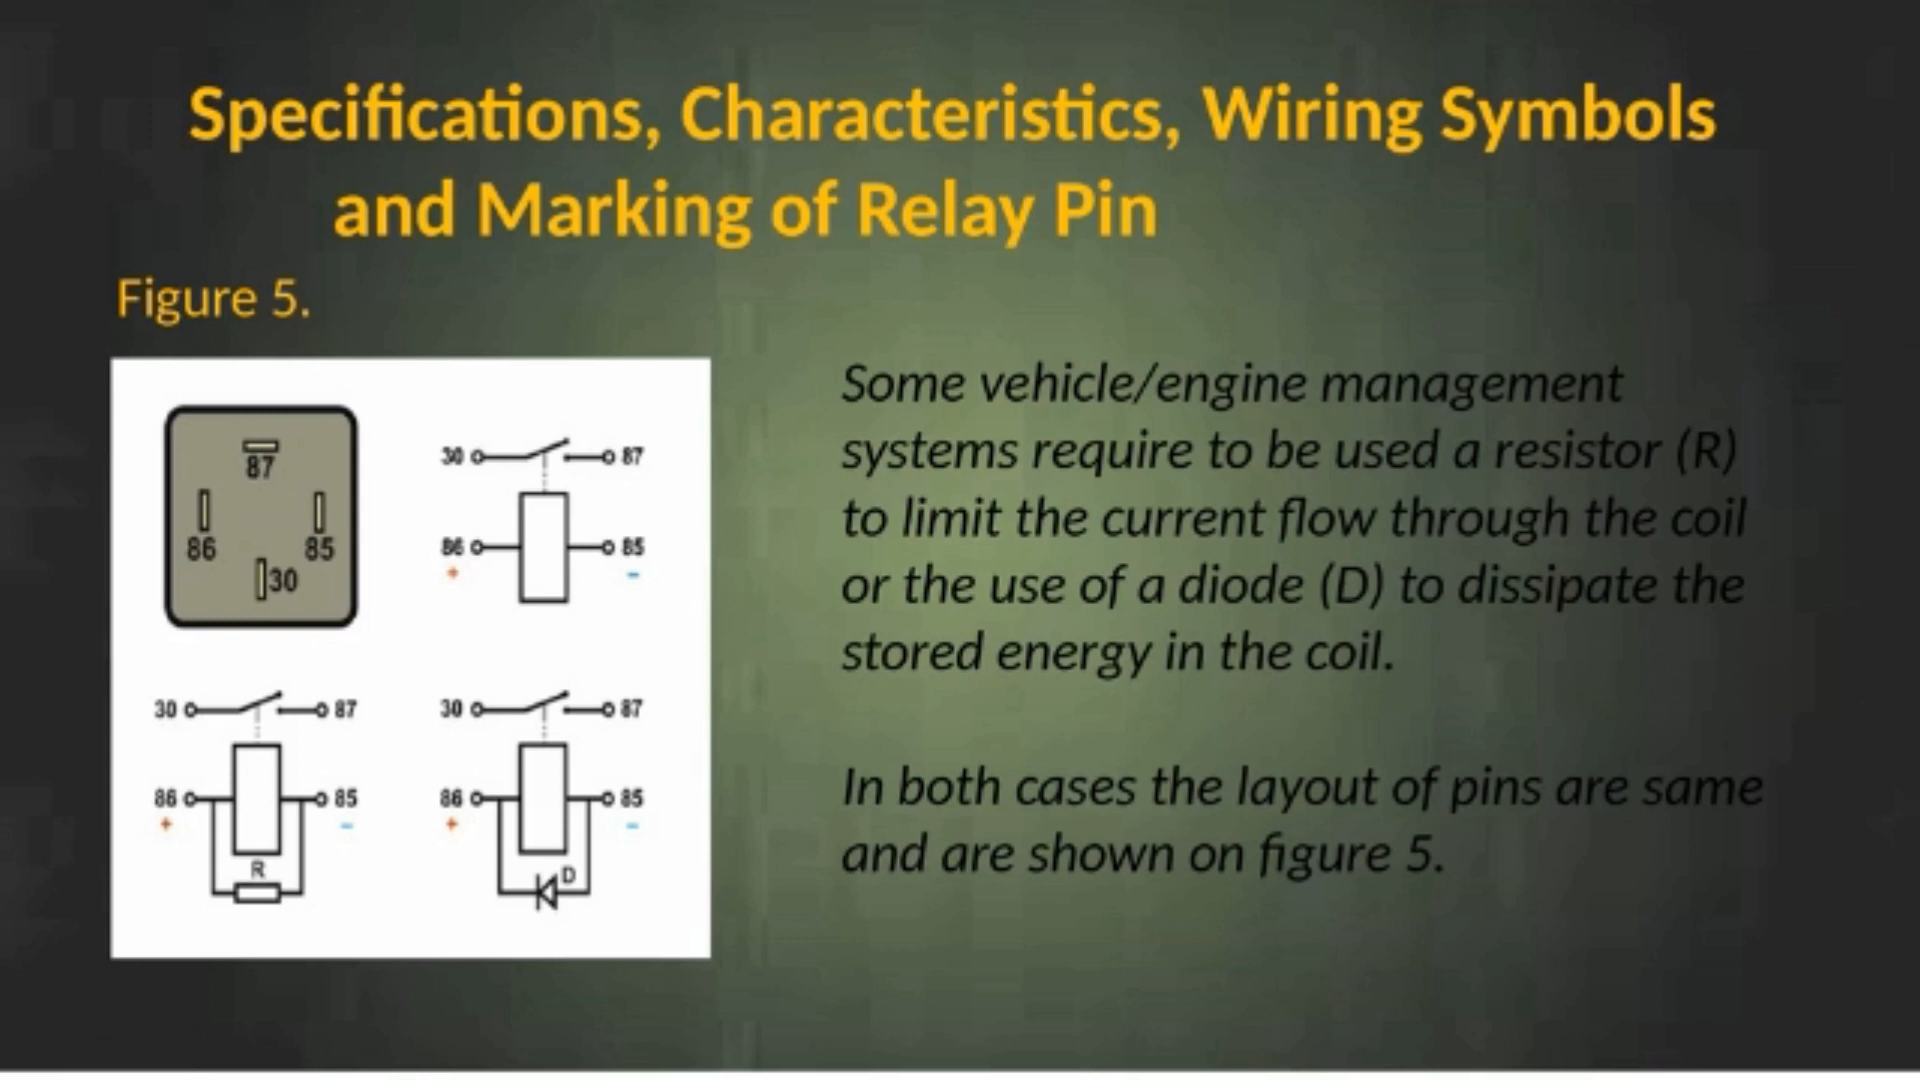 Specifications, Characteristics, Wiring Symbols
and Marking of Relay Pin
Figure 5.
87
86
85
30
30
87
86
85
+
-
30
87
86
85
+
-
R
30
87
86
85
+
-
D
Some vehicle/engine management
systems require to be used a resistor (R)
to limit the current flow through the coil
or the use of a diode (D) to dissipate the
stored energy in the coil.
In both cases the layout of pins are same
and are shown on figure 5.